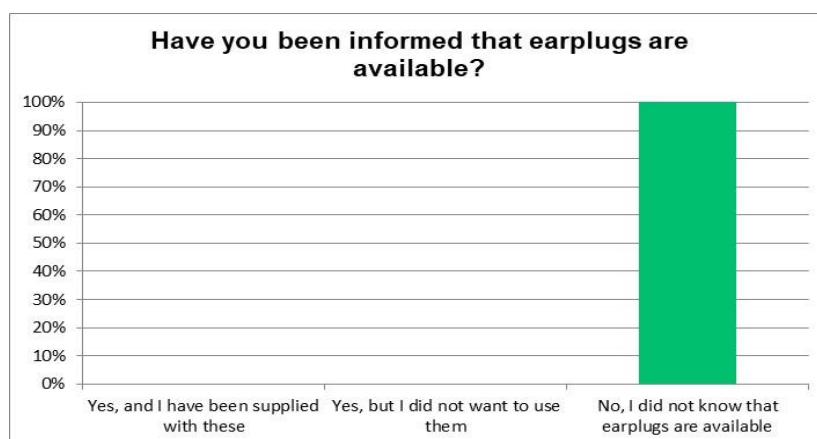 Have you been informed that earplugs are
available?
100%
90%
80%
70%
60%
50%
40%
30%
20%
10%
0%
Yes, and I have been supplied
with these
Yes, but I did not want to use
them
No, I did not know that
earplugs are available